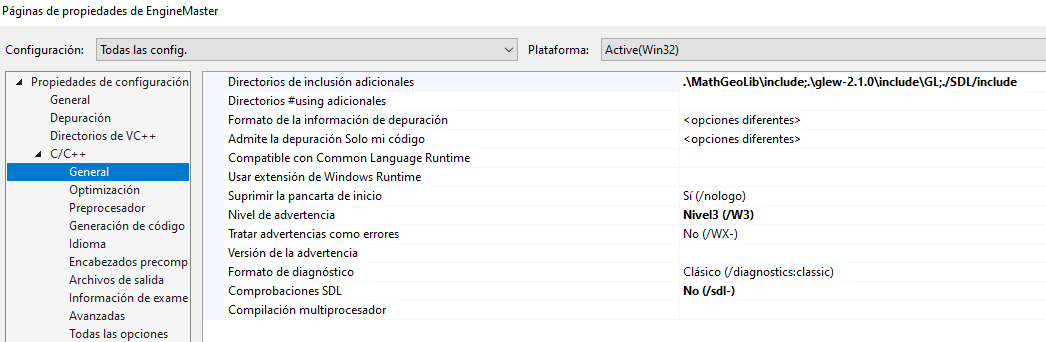 Páginas de propiedades de EngineMaster
Configuración: Todas las config. Plataforma: Active(Win32)
Propiedades de configuración
General
Depuración
Directorios de VC++
C/C++
General
Optimización
Preprocesador
Generación de código
Idioma
Encabezados precomp
Archivos de salida
Información de exame
Avanzadas
Todas las opciones
Directorios de inclusión adicionales .\MathGeoLib\include;.\glew-2.1.0\include\GL;./SDL/include
Directorios #using adicionales
Formato de la información de depuración <opciones diferentes>
Admite la depuración Solo mi código <opciones diferentes>
Compatible con Common Language Runtime
Usar extensión de Windows Runtime
Suprimir la pancarta de inicio Sí (/nologo)
Nivel de advertencia Nivel3 (/W3)
Tratar advertencias como errores No (/WX-)
Versión de la advertencia
Formato de diagnóstico Clásico (/diagnostics:classic)
Comprobaciones SDL No (/sdl-)
Compilación multiprocesador